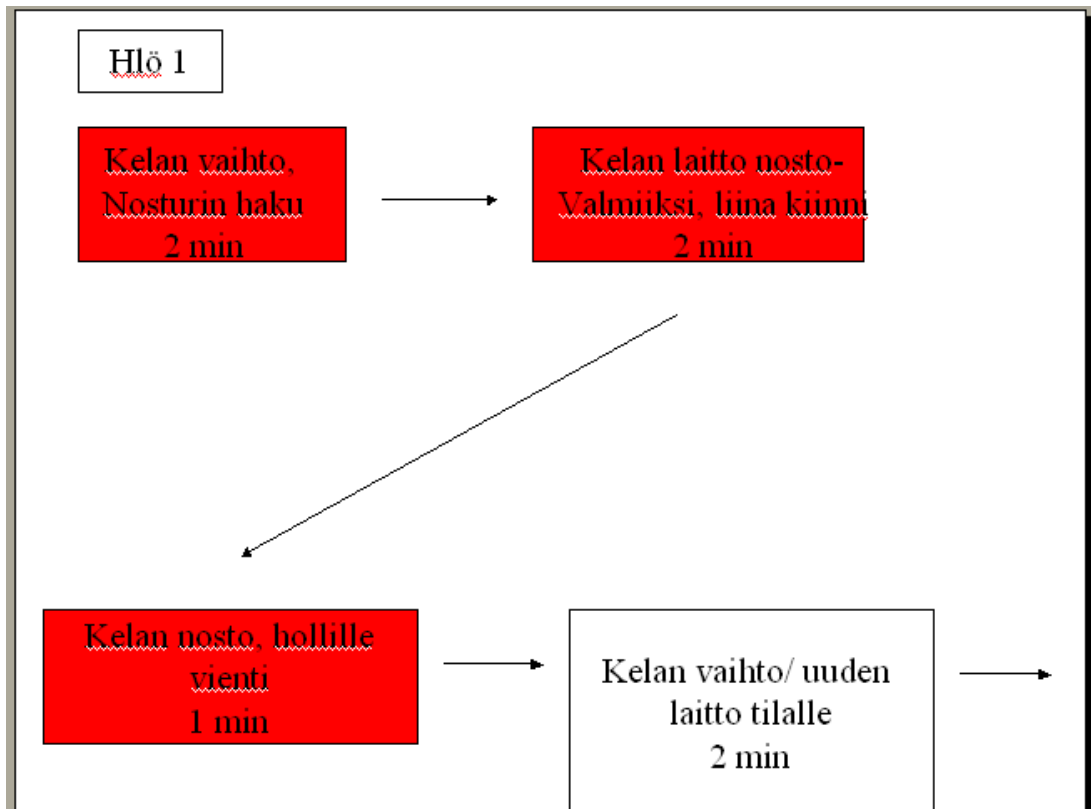 Hlö 1
Kelan vaihto,
Nosturin haku
2 min
Kelan laitto nosto-
Valmiiksi, liina kiinni
2 min
Kelan nosto, hollille
vienti
1 min
Kelan vaihto/ uuden
laitto tilalle
2 min